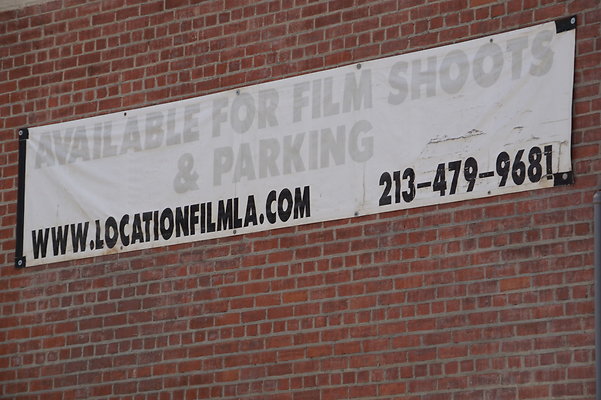 AVAILABLE FOR FILM SHOOTS
& PARKING
WWW.LOCATIONFILMLA.COM 213-479-9681